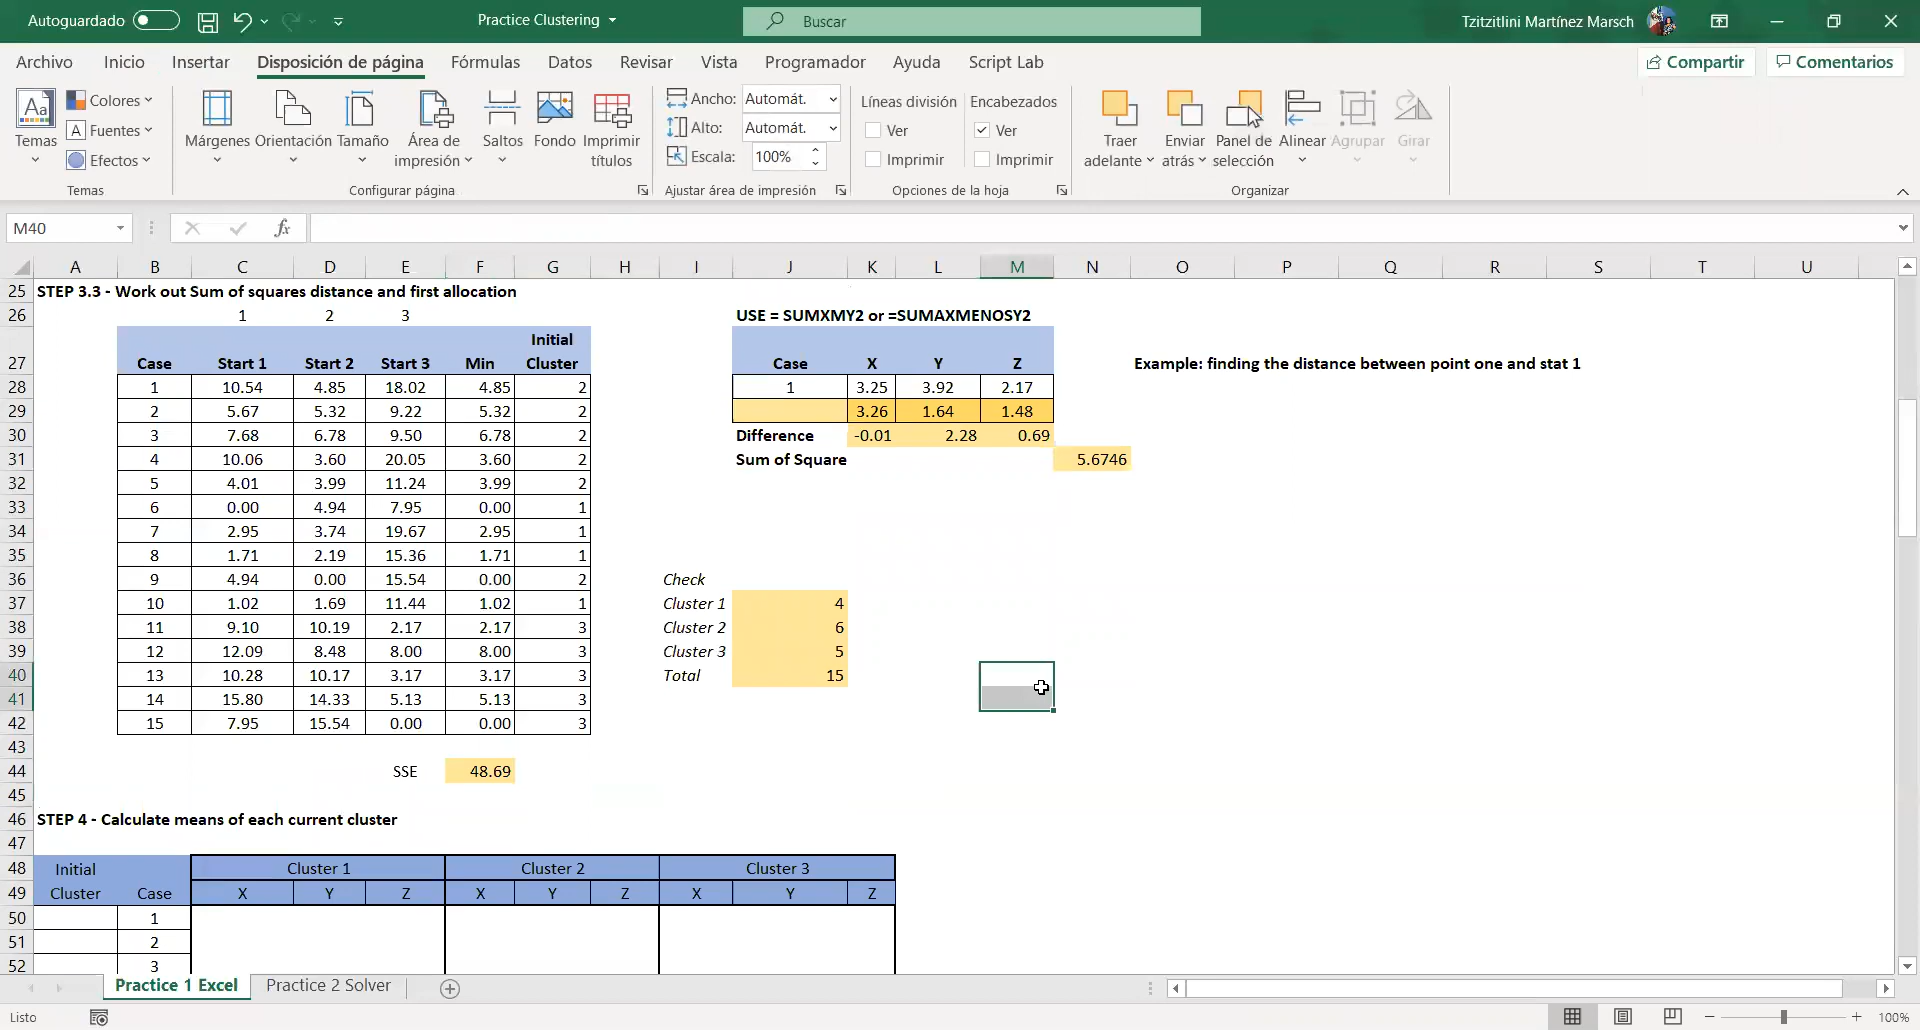 Autoguardado
Practice Clustering
Buscar
Tzitzitlini Martínez Marsch
Archivo Inicio Insertar Disposición de página Fórmulas Datos Revisar Vista Programador Ayuda Script Lab
Compartir Comentarios
Aa Temas
Colores
Fuentes
Efectos
Temas
Márgenes Orientación Tamaño Área de impresión Saltos Fondo Imprimir títulos
Configurar página
Ancho: Automát.
Alto: Automát.
Escala: 100%
Ajustar área de impresión
Líneas división Encabezados
Ver Ver
Imprimir Imprimir
Opciones de la hoja
Traer adelante Enviar atrás Panel de selección Alinear Agrupar Girar
Organizar
M40 fx
A B C D E F G H I J K L M N O P Q R S T U
25 STEP 3.3 - Work out Sum of squares distance and first allocation
26 1 2 3 USE = SUMXMY2 or =SUMAXMENOSY2
27 Case Start 1 Start 2 Start 3 Min Initial Cluster Case X Y Z Example: finding the distance between point one and stat 1
28 1 10.54 4.85 18.02 4.85 2 1 3.25 3.92 2.17
29 2 5.67 5.32 9.22 5.32 2 3.26 1.64 1.48
30 3 7.68 6.78 9.50 6.78 2 Difference -0.01 2.28 0.69
31 4 10.06 3.60 20.05 3.60 2 Sum of Square 5.6746
32 5 4.01 3.99 11.24 3.99 2
33 6 0.00 4.94 7.95 0.00 1
34 7 2.95 3.74 19.67 2.95 1
35 8 1.71 2.19 15.36 1.71 1
36 9 4.94 0.00 15.54 0.00 2 Check
37 10 1.02 1.69 11.44 1.02 1 Cluster 1 4
38 11 9.10 10.19 2.17 2.17 3 Cluster 2 6
39 12 12.09 8.48 8.00 8.00 3 Cluster 3 5
40 13 10.28 10.17 3.17 3.17 3 Total 15
41 14 15.80 14.33 5.13 5.13 3
42 15 7.95 15.54 0.00 0.00 3
43
44 SSE 48.69
45
46 STEP 4 - Calculate means of each current cluster
47
48 Initial Cluster 1 Cluster 2 Cluster 3
49 Cluster Case X Y Z X Y Z X Y Z
50 1
51 2
52 3
Practice 1 Excel Practice 2 Solver
Listo 100%